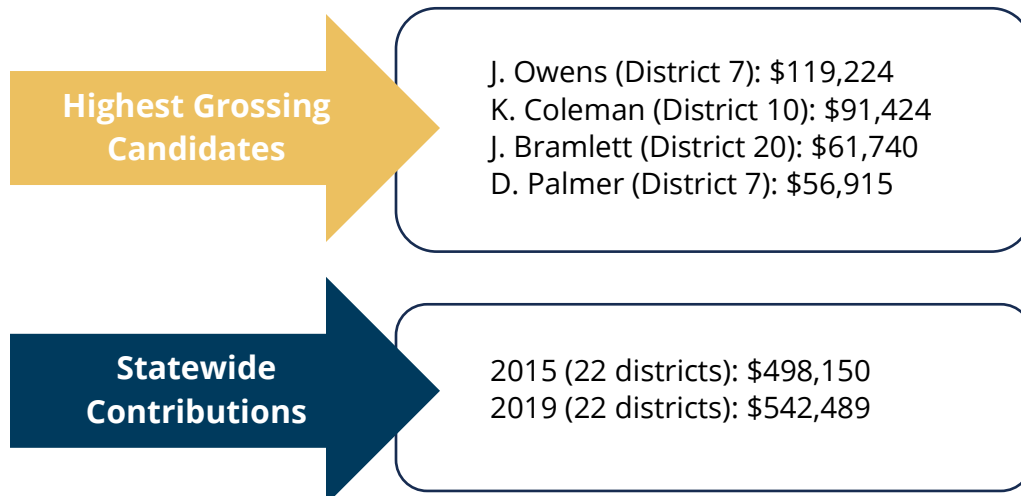 Highest Grossing
Candidates
J. Owens (District 7): $119,224
K. Coleman (District 10): $91,424
J. Bramlett (District 20): $61,740
D. Palmer (District 7): $56,915
Statewide
Contributions
2015 (22 districts): $498,150
2019 (22 districts): $542,489